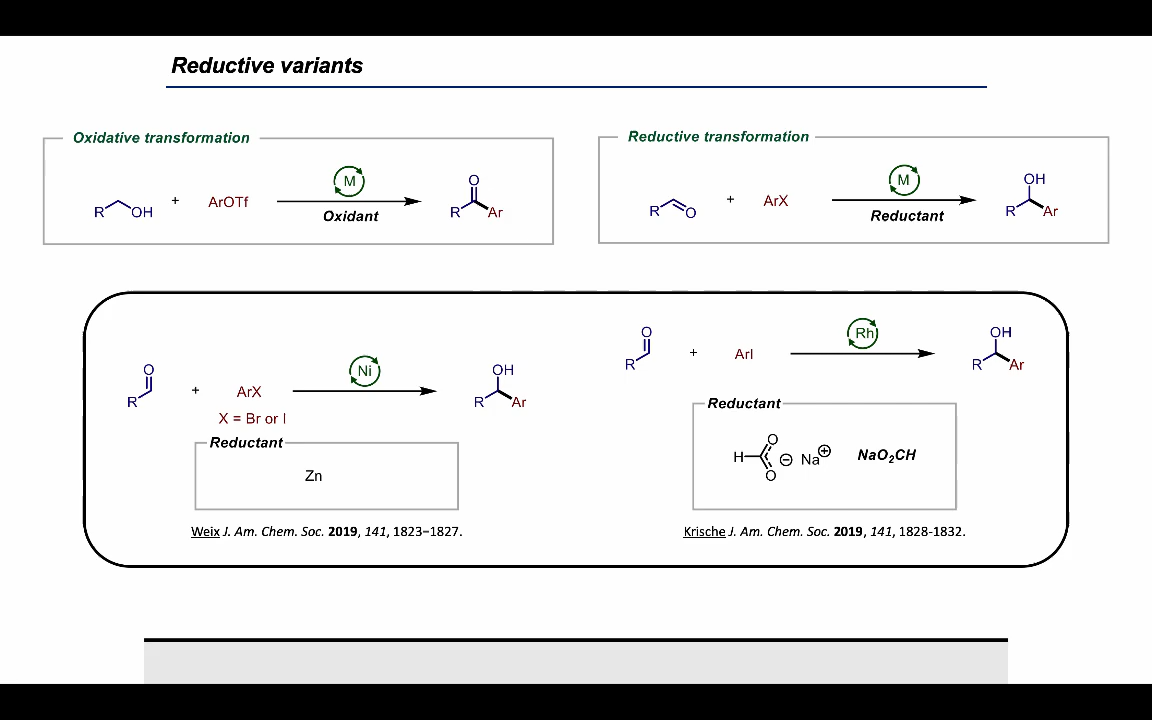 Reductive variants
Oxidative transformation
R OH + ArOTf M Oxidant O R Ar
Reductive transformation
R O + ArX M Reductant OH R Ar
O R + ArX Ni OH R Ar
X = Br or I
Reductant
Zn
Weix J. Am. Chem. Soc. 2019, 141, 1823−1827.
O R + ArI Rh OH R Ar
Reductant
H O O ⊖ Na⊕ NaO₂CH
Krische J. Am. Chem. Soc. 2019, 141, 1828-1832.